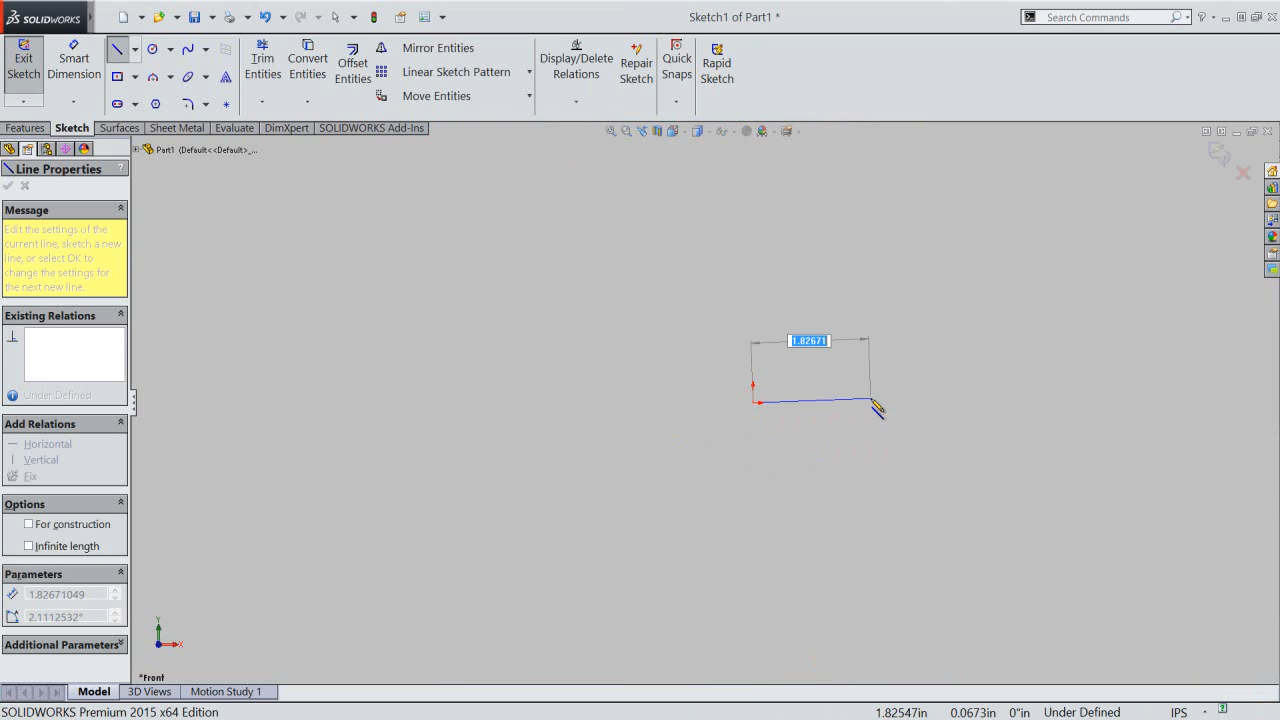 SOLIDWORKS
Sketch1 of Part1 *
Search Commands
Exit Sketch
Smart Dimension
Trim Entities
Convert Entities
Offset Entities
Mirror Entities
Linear Sketch Pattern
Move Entities
Display/Delete Relations
Repair Sketch
Quick Snaps
Rapid Sketch
Features
Sketch
Surfaces
Sheet Metal
Evaluate
DimXpert
SOLIDWORKS Add-Ins
Part1 (Default<<Default>_...
Line Properties
?
Message
Edit the settings of the
current line, sketch a new
line, or select OK to
change the settings for
the next new line.
Existing Relations
Under Defined
Add Relations
Horizontal
Vertical
Fix
Options
For construction
Infinite length
Parameters
1.82671049
2.1112532°
Additional Parameters
1.82671
Y
X
*Front
Model
3D Views
Motion Study 1
SOLIDWORKS Premium 2015 x64 Edition
1.82547in
0.0673in
0"in
Under Defined
IPS